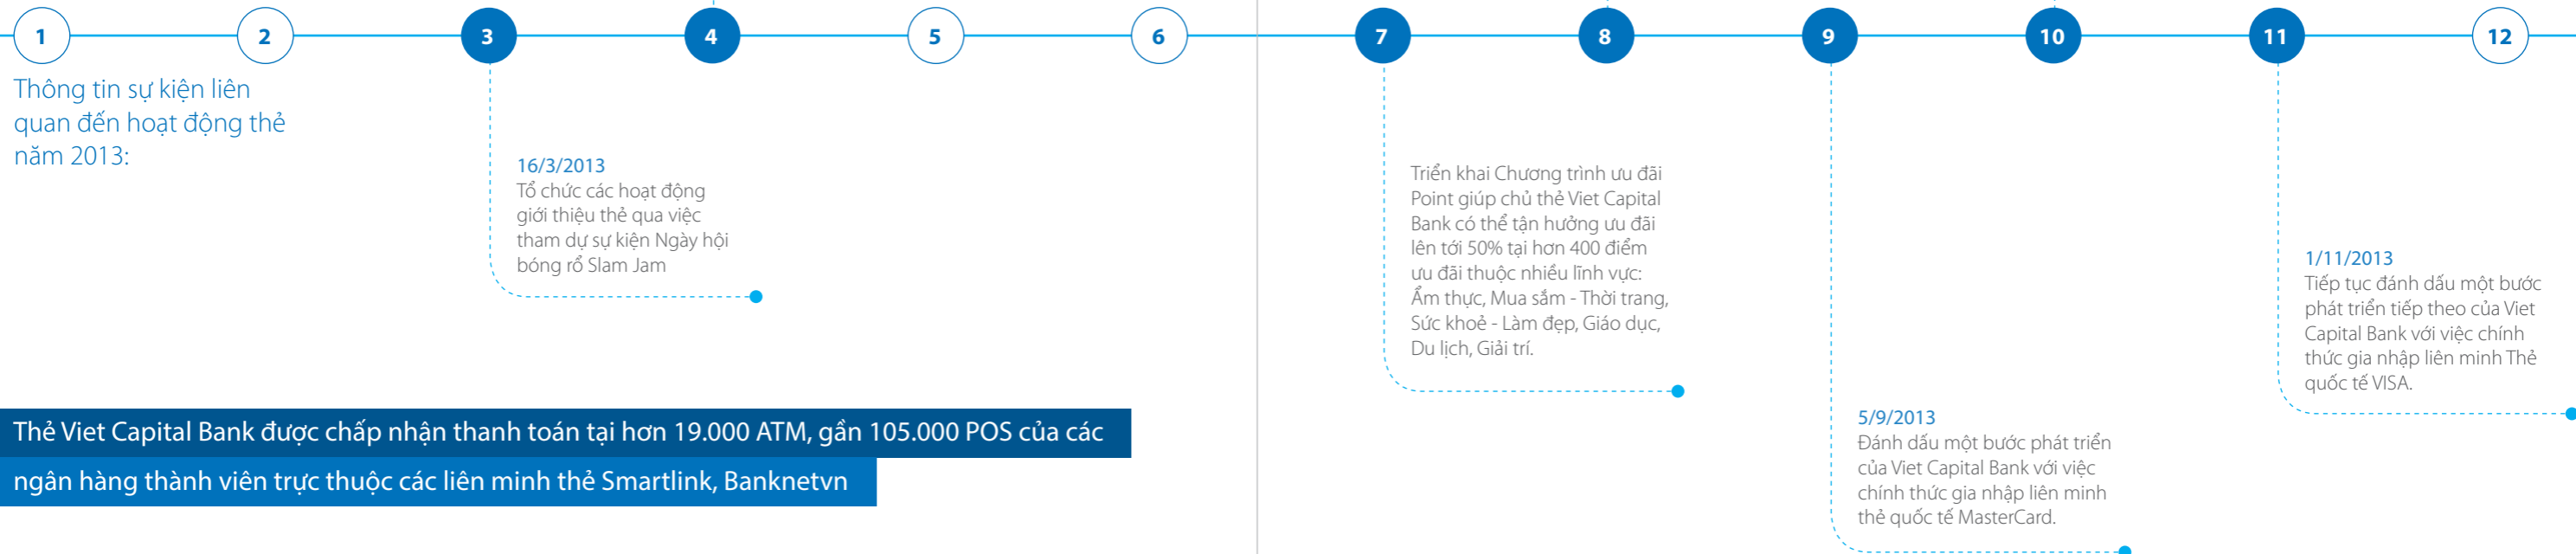 1
2
3
4
5
6
7
8
9
10
11
12
Thông tin sự kiện liên
quan đến hoạt động thẻ
năm 2013:
16/3/2013
Tổ chức các hoạt động
giới thiệu thẻ qua việc
tham dự sự kiện Ngày hội
bóng rổ Slam Jam
Thẻ Viet Capital Bank được chấp nhận thanh toán tại hơn 19.000 ATM, gần 105.000 POS của các
ngân hàng thành viên trực thuộc các liên minh thẻ Smartlink, Banknetvn
Triển khai Chương trình ưu đãi
Point giúp chủ thẻ Viet Capital
Bank có thể tận hưởng ưu đãi
lên tới 50% tại hơn 400 điểm
ưu đãi thuộc nhiều lĩnh vực:
Ẩm thực, Mua sắm - Thời trang,
Sức khoẻ - Làm đẹp, Giáo dục,
Du lịch, Giải trí.
5/9/2013
Đánh dấu một bước phát triển
của Viet Capital Bank với việc
chính thức gia nhập liên minh
thẻ quốc tế MasterCard.
1/11/2013
Tiếp tục đánh dấu một bước
phát triển tiếp theo của Viet
Capital Bank với việc chính
thức gia nhập liên minh Thẻ
quốc tế VISA.